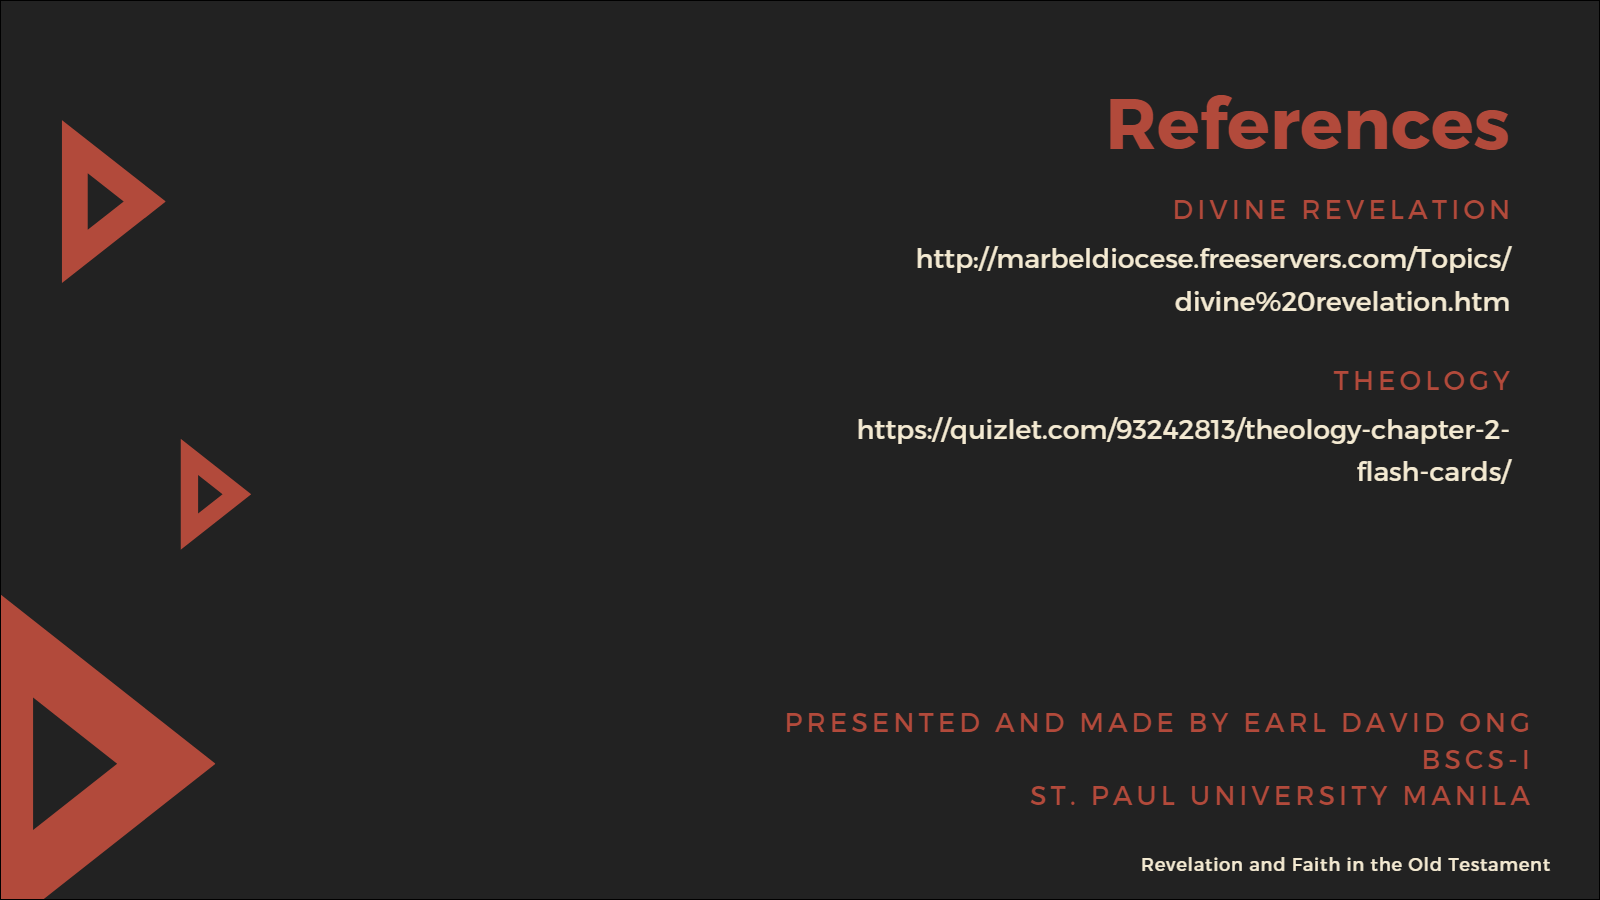 References
DIVINE REVELATION
http://marbeldiocese.freeservers.com/Topics/
divine%20revelation.htm
THEOLOGY
https://quizlet.com/93242813/theology-chapter-2-
flash-cards/
PRESENTED AND MADE BY EARL DAVID ONG
BSCS-I
ST. PAUL UNIVERSITY MANILA
Revelation and Faith in the Old Testament